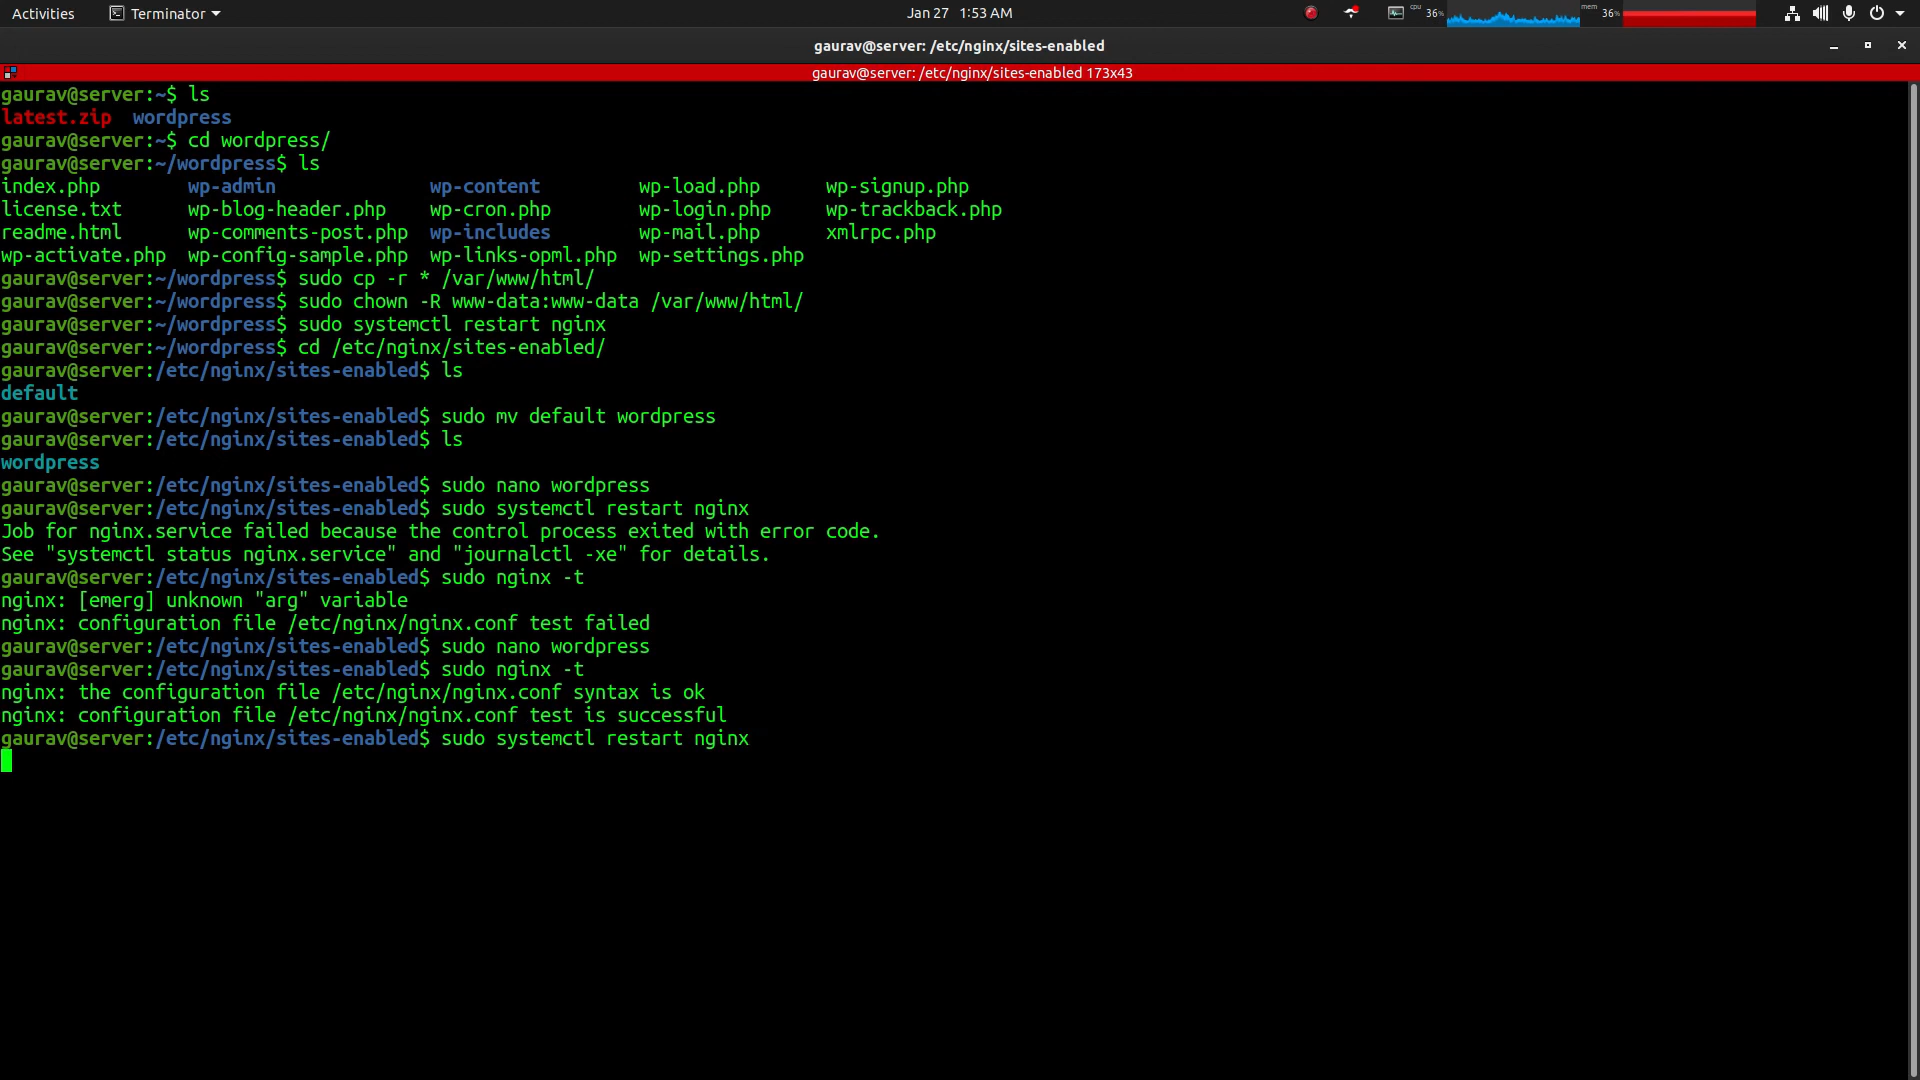 Activities Terminator Jan 27 1:53 AM cpu 36% mem 36%
gaurav@server: /etc/nginx/sites-enabled
gaurav@server: /etc/nginx/sites-enabled 173x43
gaurav@server:~$ ls
latest.zip  wordpress
gaurav@server:~$ cd wordpress/
gaurav@server:~/wordpress$ ls
index.php        wp-admin              wp-content         wp-load.php      wp-signup.php
license.txt      wp-blog-header.php    wp-cron.php        wp-login.php     wp-trackback.php
readme.html      wp-comments-post.php  wp-includes        wp-mail.php      xmlrpc.php
wp-activate.php  wp-config-sample.php  wp-links-opml.php  wp-settings.php
gaurav@server:~/wordpress$ sudo cp -r * /var/www/html/
gaurav@server:~/wordpress$ sudo chown -R www-data:www-data /var/www/html/
gaurav@server:~/wordpress$ sudo systemctl restart nginx
gaurav@server:~/wordpress$ cd /etc/nginx/sites-enabled/
gaurav@server:/etc/nginx/sites-enabled$ ls
default
gaurav@server:/etc/nginx/sites-enabled$ sudo mv default wordpress
gaurav@server:/etc/nginx/sites-enabled$ ls
wordpress
gaurav@server:/etc/nginx/sites-enabled$ sudo nano wordpress
gaurav@server:/etc/nginx/sites-enabled$ sudo systemctl restart nginx
Job for nginx.service failed because the control process exited with error code.
See "systemctl status nginx.service" and "journalctl -xe" for details.
gaurav@server:/etc/nginx/sites-enabled$ sudo nginx -t
nginx: [emerg] unknown "arg" variable
nginx: configuration file /etc/nginx/nginx.conf test failed
gaurav@server:/etc/nginx/sites-enabled$ sudo nano wordpress
gaurav@server:/etc/nginx/sites-enabled$ sudo nginx -t
nginx: the configuration file /etc/nginx/nginx.conf syntax is ok
nginx: configuration file /etc/nginx/nginx.conf test is successful
gaurav@server:/etc/nginx/sites-enabled$ sudo systemctl restart nginx